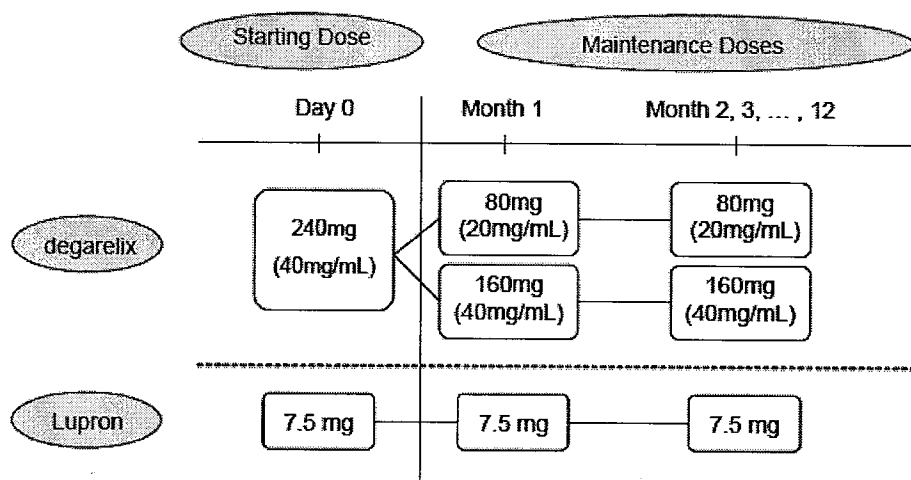 Starting Dose
Maintenance Doses
Day 0
Month 1
Month 2, 3, ... , 12
degarelix
240mg
(40mg/mL)
80mg
(20mg/mL)
80mg
(20mg/mL)
160mg
(40mg/mL)
160mg
(40mg/mL)
Lupron
7.5 mg
7.5 mg
7.5 mg